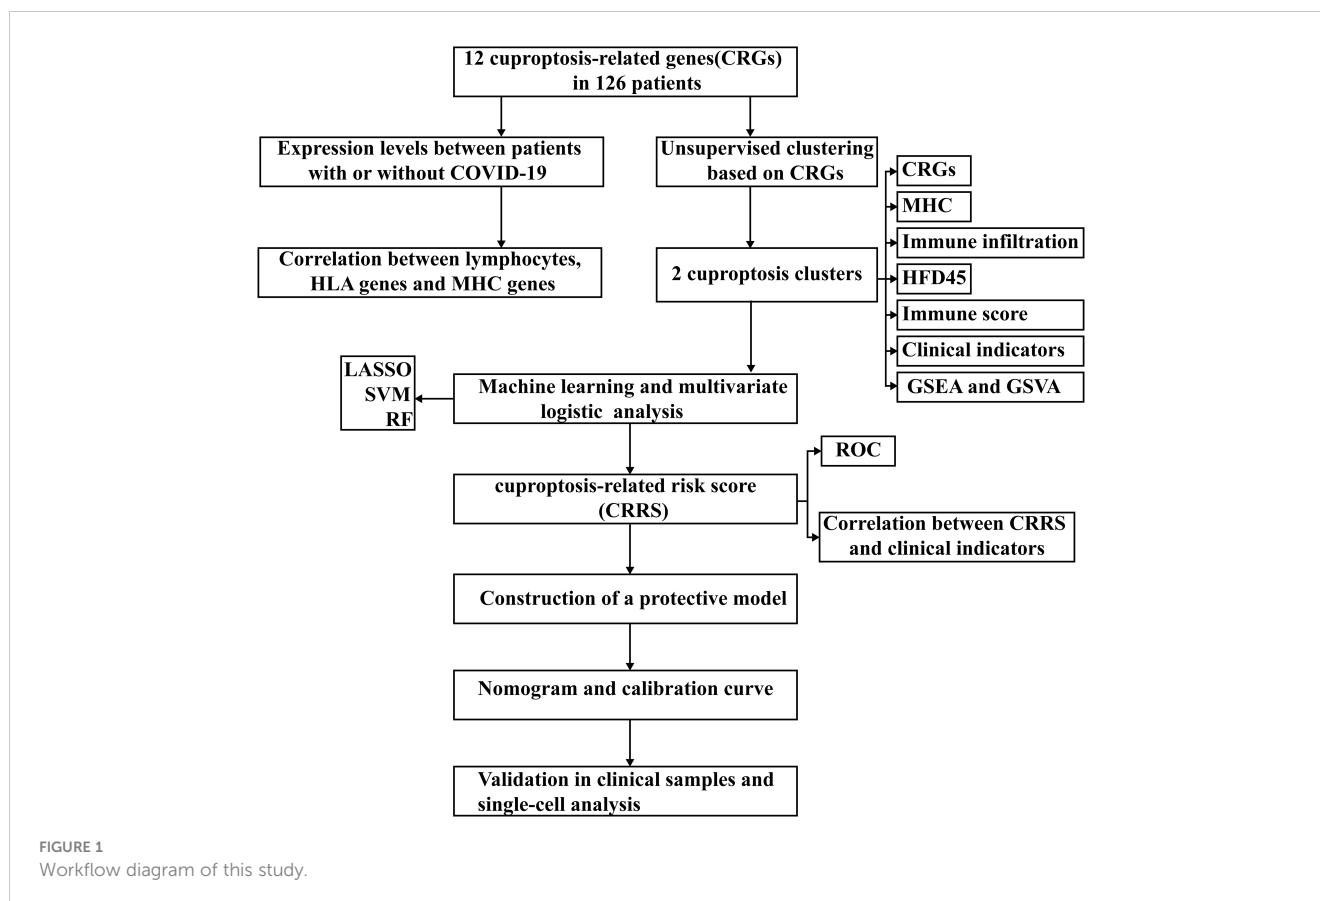 12 cuproptosis-related genes(CRGs)
in 126 patients
Expression levels between patients
with or without COVID-19
Unsupervised clustering
based on CRGs
CRGs
MHC
Immune infiltration
HFD45
Immune score
Clinical indicators
GSEA and GSVA
Correlation between lymphocytes,
HLA genes and MHC genes
2 cuproptosis clusters
LASSO
SVM
RF
Machine learning and multivariate
logistic analysis
ROC
cuproptosis-related risk score
(CRRS)
Correlation between CRRS
and clinical indicators
Construction of a protective model
Nomogram and calibration curve
Validation in clinical samples and
single-cell analysis
FIGURE 1
Workflow diagram of this study.